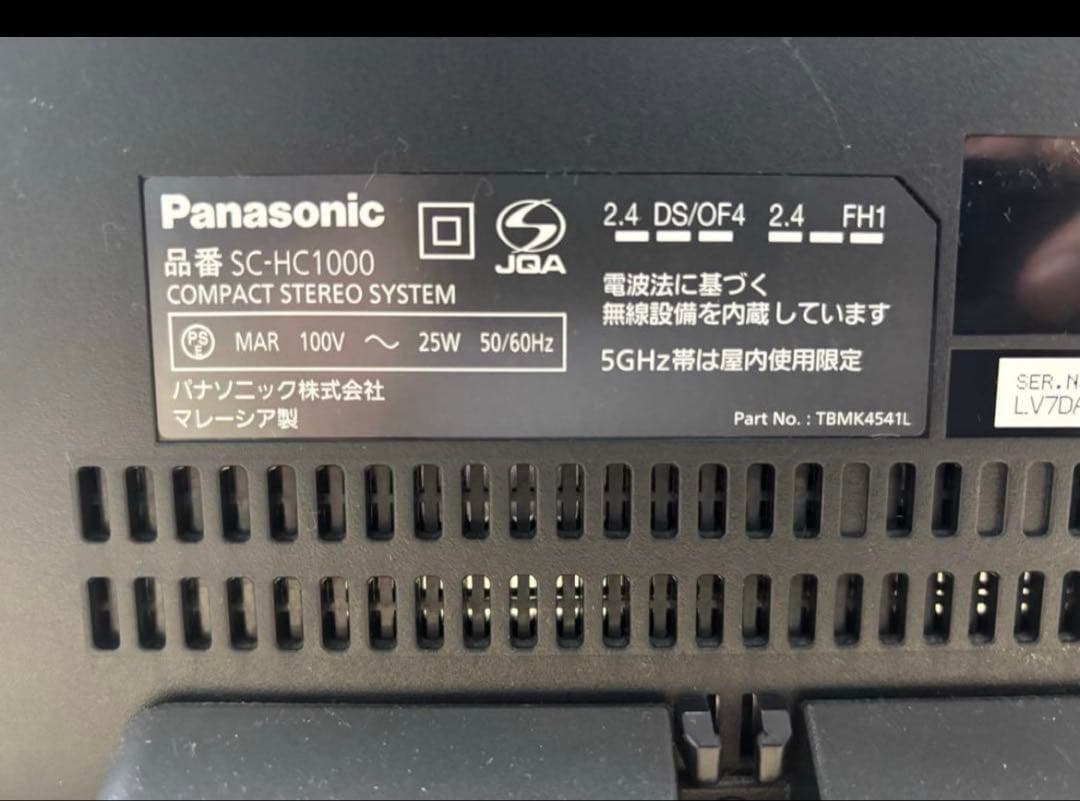 Panasonic
品番 SC-HC1000
COMPACT STEREO SYSTEM
PS E MAR 100V ～ 25W 50/60Hz
パナソニック株式会社
マレーシア製
JQA
2.4 DS/OF4 2.4 FH1
電波法に基づく
無線設備を内蔵しています
5GHz帯は屋内使用限定
Part No. : TBMK4541L
SER.N
LV7DA